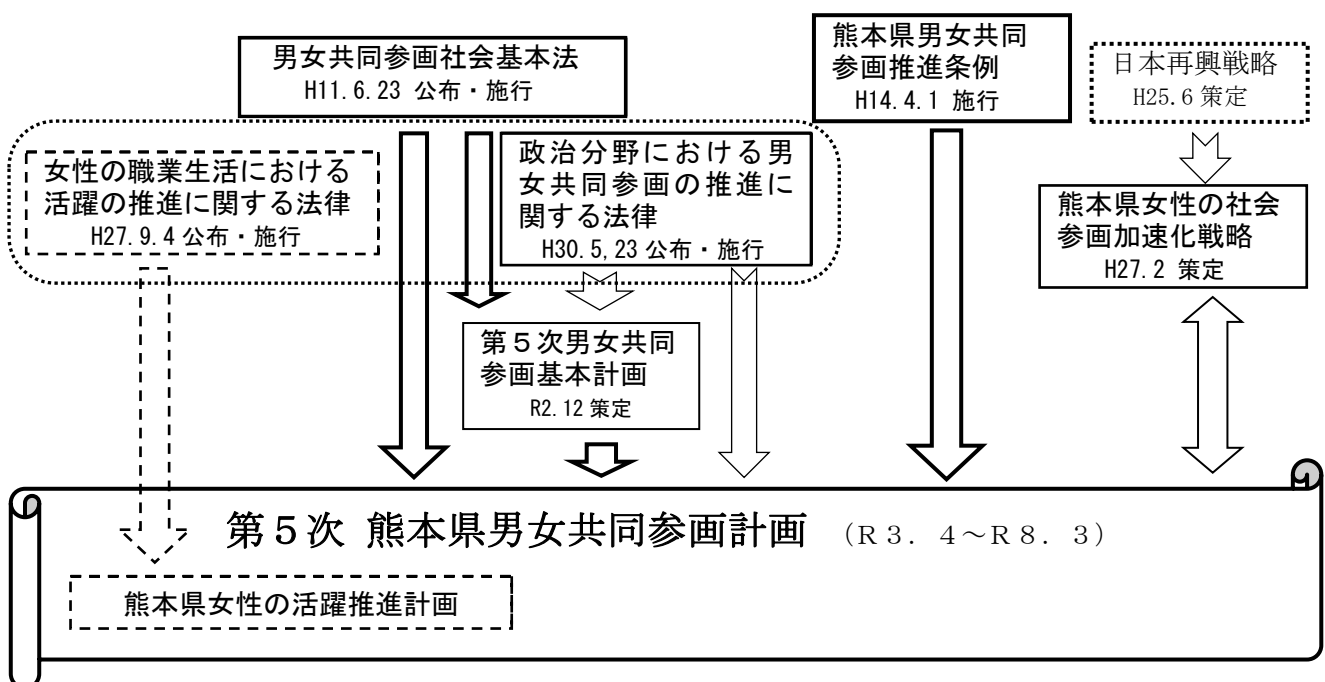 男女共同参画社会基本法
H11.6.23 公布・施行
熊本県男女共同
参画推進条例
H14.4.1 施行
日本再興戦略
H25.6 策定
女性の職業生活における
活躍の推進に関する法律
H27.9.4 公布・施行
政治分野における男
女共同参画の推進に
関する法律
H30.5,23 公布・施行
熊本県女性の社会
参画加速化戦略
H27.2 策定
第5次男女共同
参画基本計画
R2.12 策定
第5次 熊本県男女共同参画計画 （R3．4～R8．3）
熊本県女性の活躍推進計画